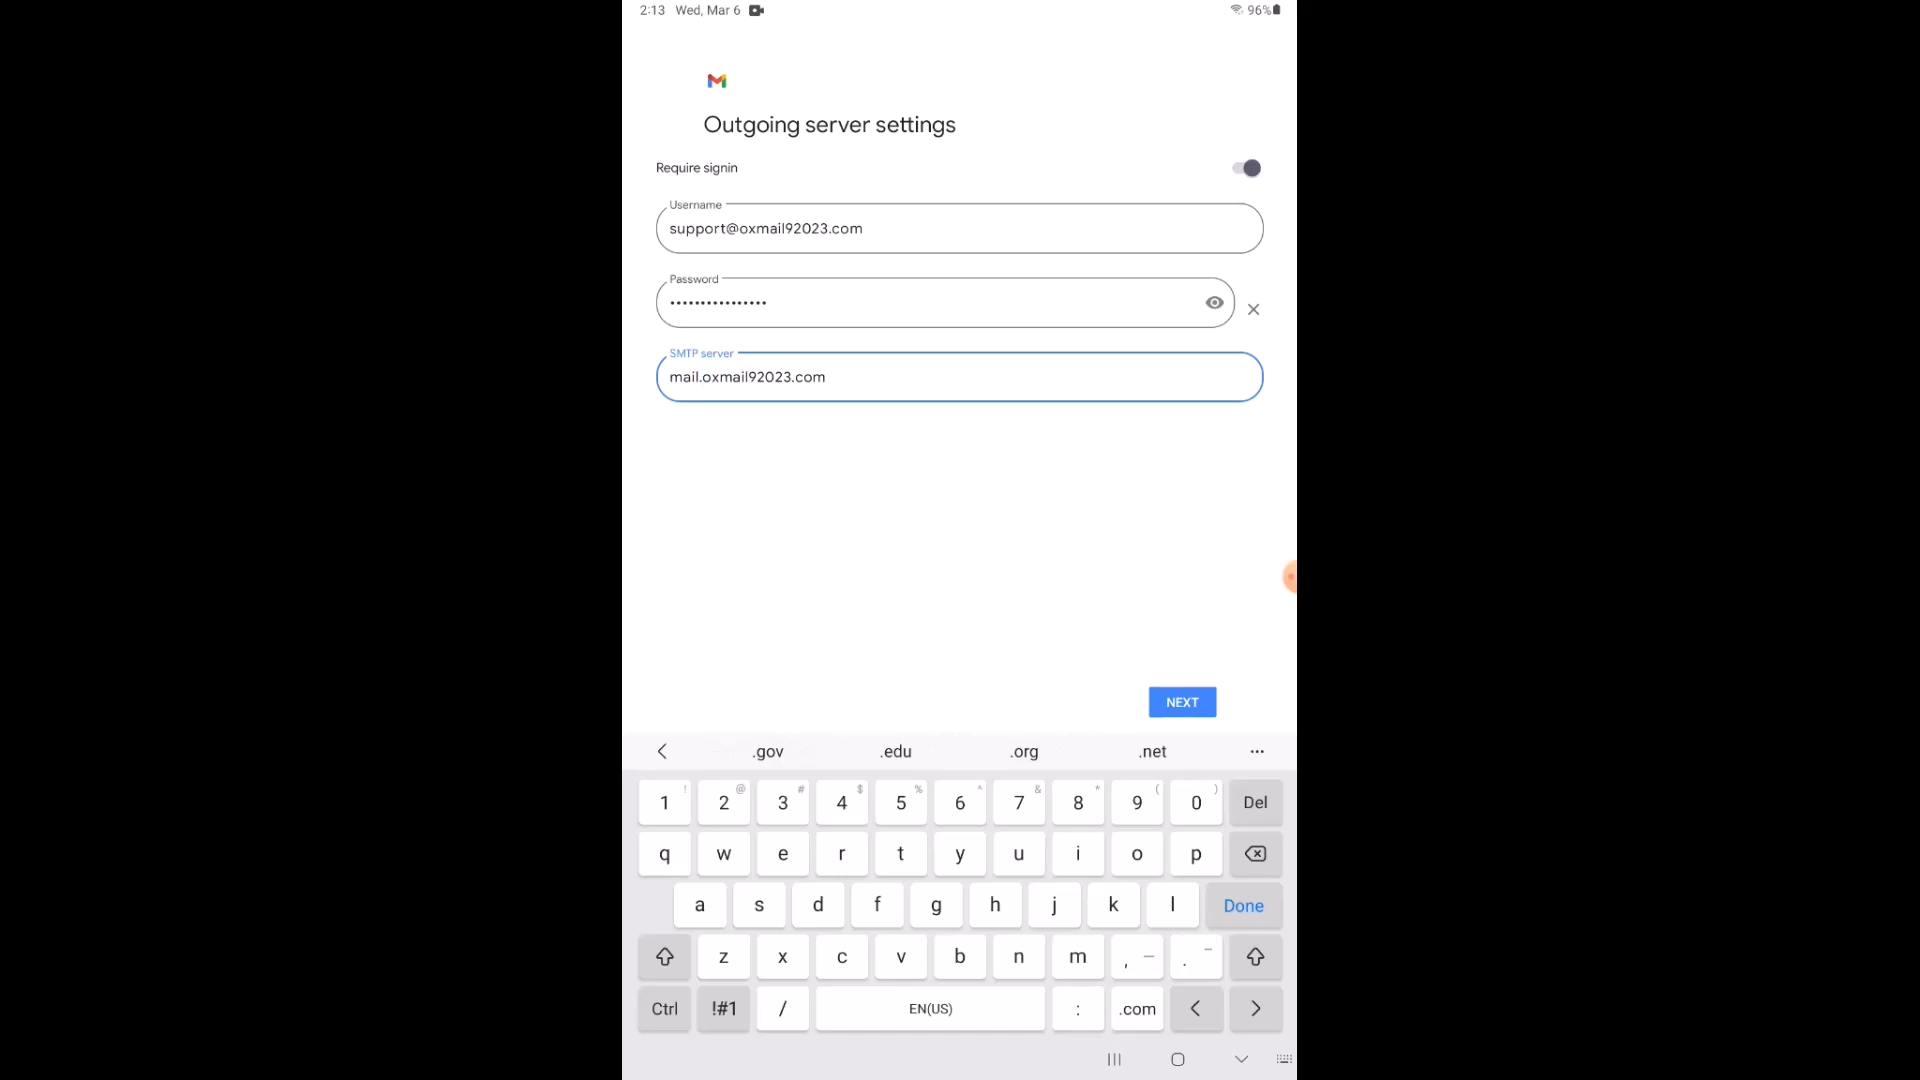 2:13 Wed, Mar 6 96%
Outgoing server settings
Require signin
Username
support@oxmail92023.com
Password
••••••••••••••••
SMTP server
mail.oxmail92023.com
NEXT
.gov .edu .org .net ...
1 ! 2 @ 3 # 4 $ 5 % 6 ^ 7 & 8 * 9 ( 0 ) Del
q w e r t y u i o p
a s d f g h j k l Done
z x c v b n m , .
Ctrl !#1 / EN(US) : .com < >